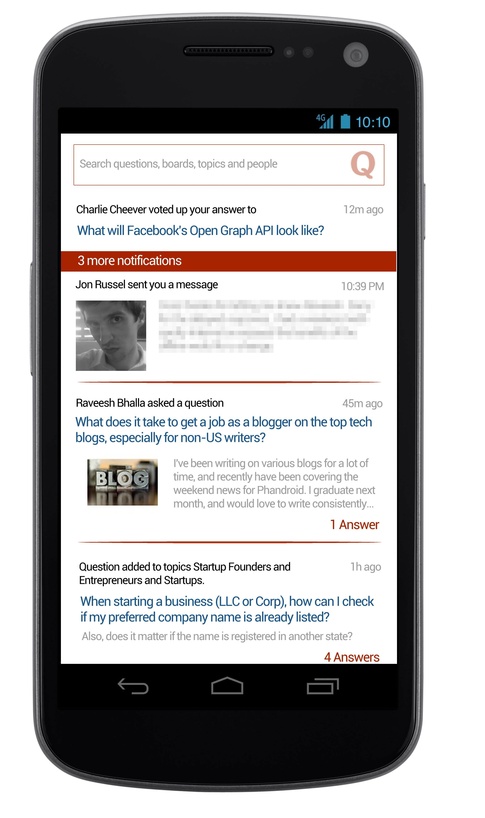 4G 10:10
Search questions, boards, topics and people Q
Charlie Cheever voted up your answer to 12m ago
What will Facebook's Open Graph API look like?
3 more notifications
Jon Russel sent you a message 10:39 PM
Raveesh Bhalla asked a question 45m ago
What does it take to get a job as a blogger on the top tech
blogs, especially for non-US writers?
BLOG
I've been writing on various blogs for a lot of
time, and recently have been covering the
weekend news for Phandroid. I graduate next
month, and would love to write consistently...
1 Answer
Question added to topics Startup Founders and 1h ago
Entrepreneurs and Startups.
When starting a business (LLC or Corp), how can I check
if my preferred company name is already listed?
Also, does it matter if the name is registered in another state?
4 Answers